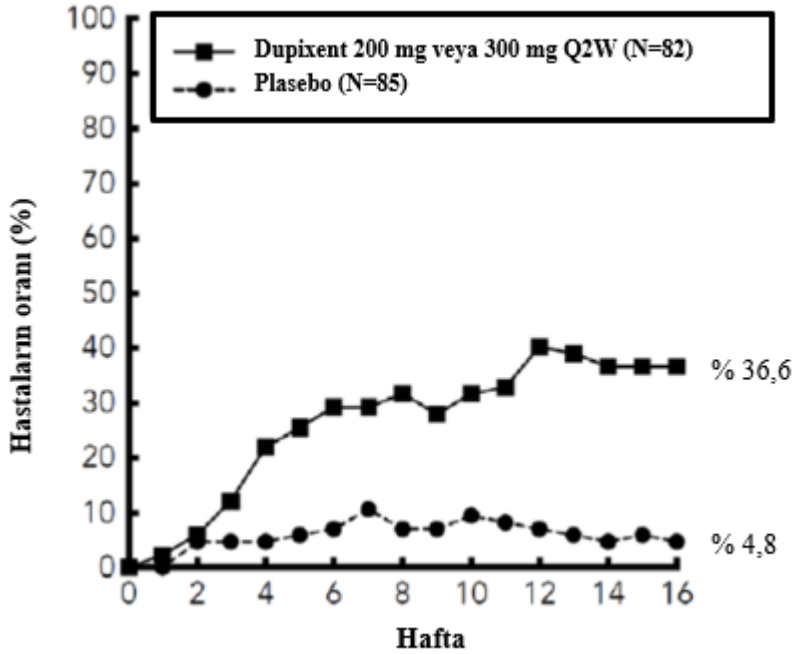 Dupixent 200 mg veya 300 mg Q2W (N=82)
Plasebo (N=85)
Hastaların oranı (%)
100
90
80
70
60
50
40
30
20
10
0
% 36,6
% 4,8
0 2 4 6 8 10 12 14 16
Hafta